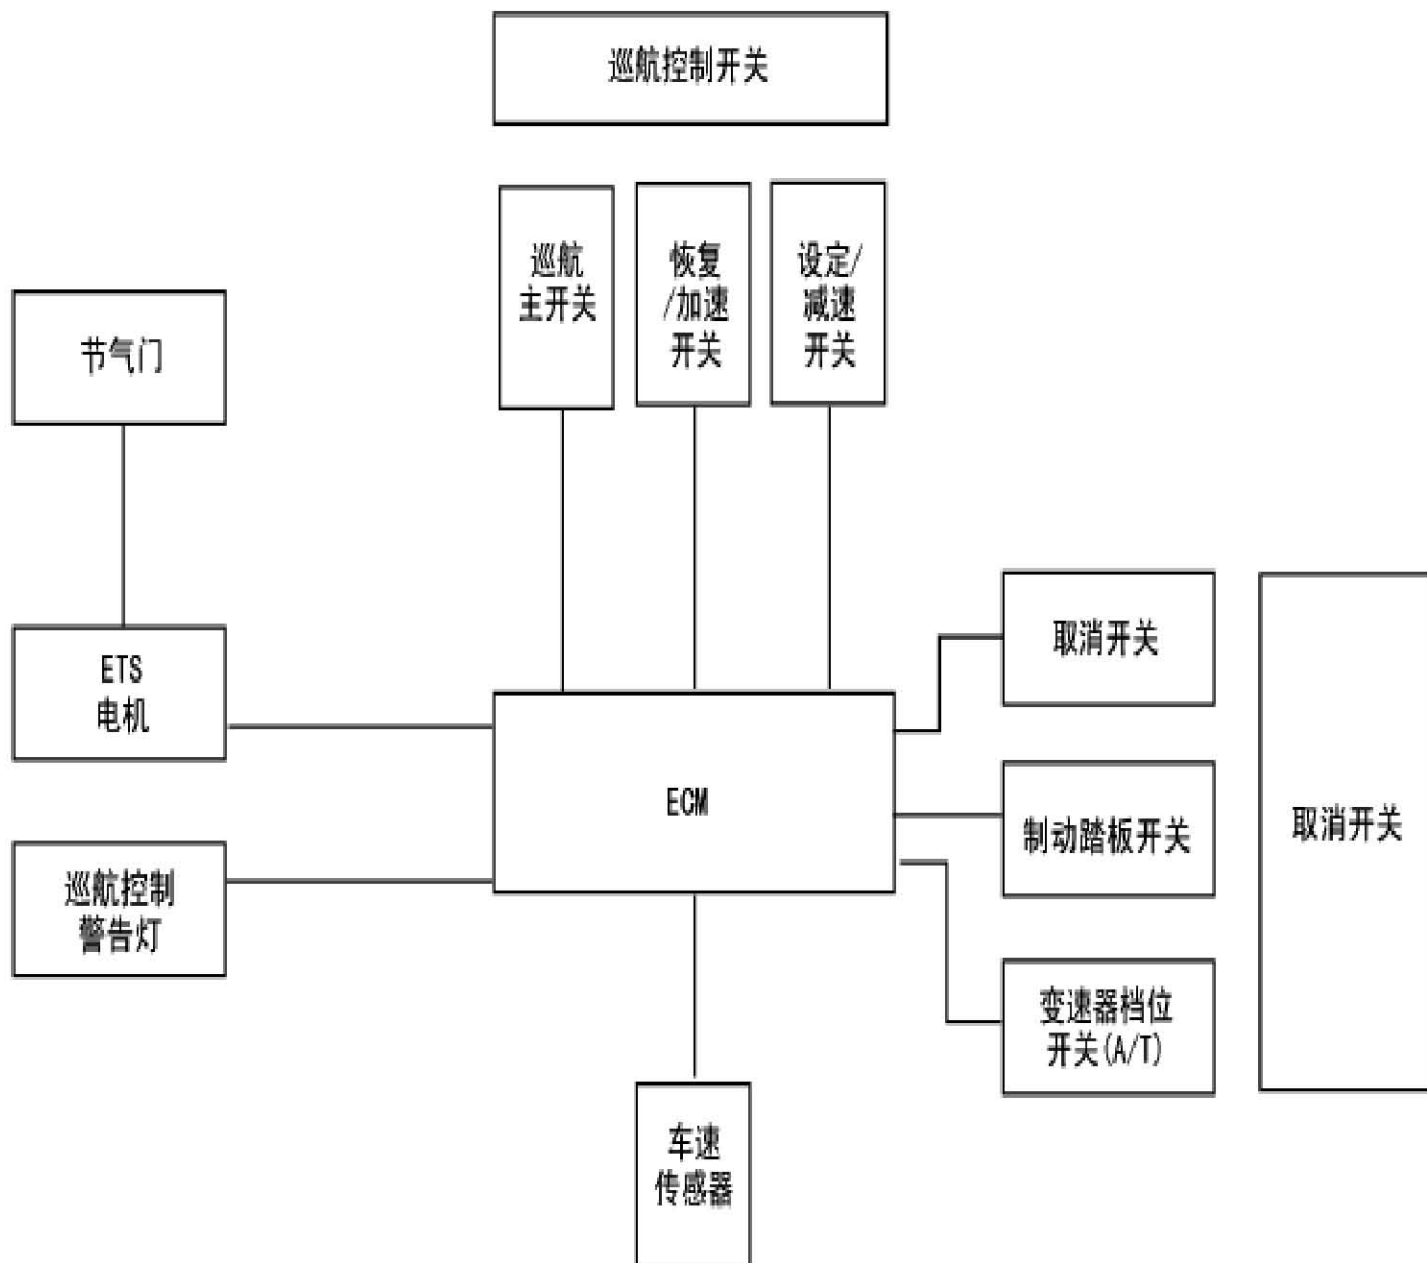 巡航控制开关
巡航
主开关
恢复
/加速
开关
设定/
减速
开关
节气门
ETS
电机
ECM
巡航控制
警告灯
取消开关
制动踏板开关
变速器档位
开关(A/T)
取消开关
车速
传感器